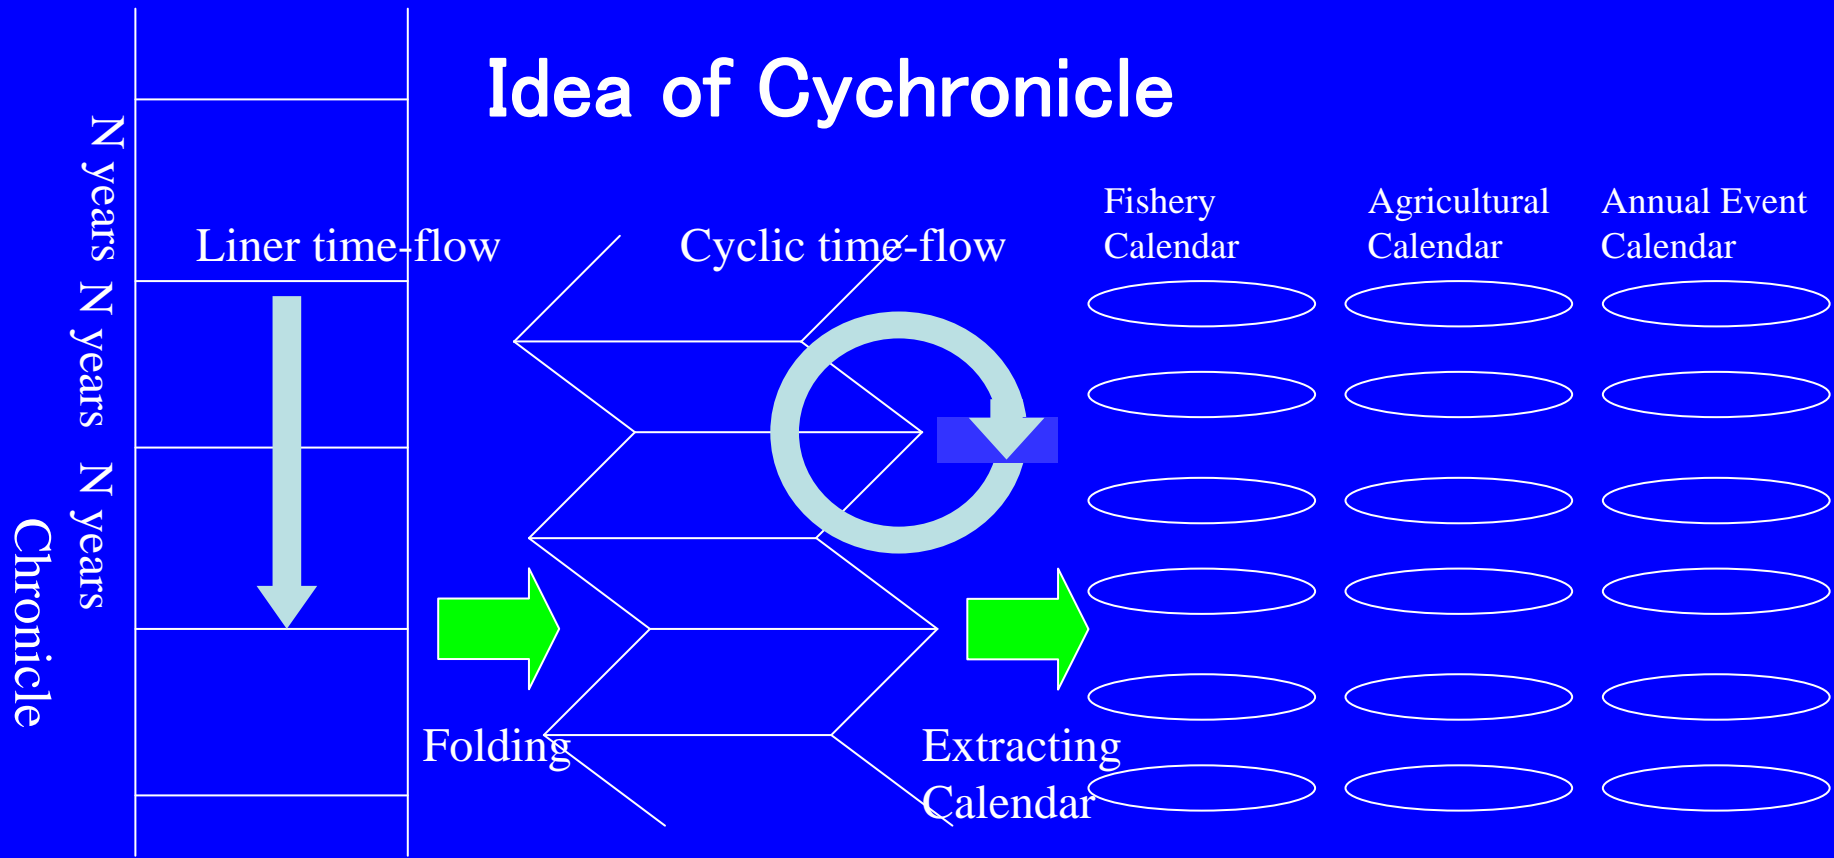 Idea of Cychronicle
N years
N years
N years
Chronicle
Liner time-flow
Cyclic time-flow
Fishery
Calendar
Agricultural
Calendar
Annual Event
Calendar
Folding
Extracting
Calendar